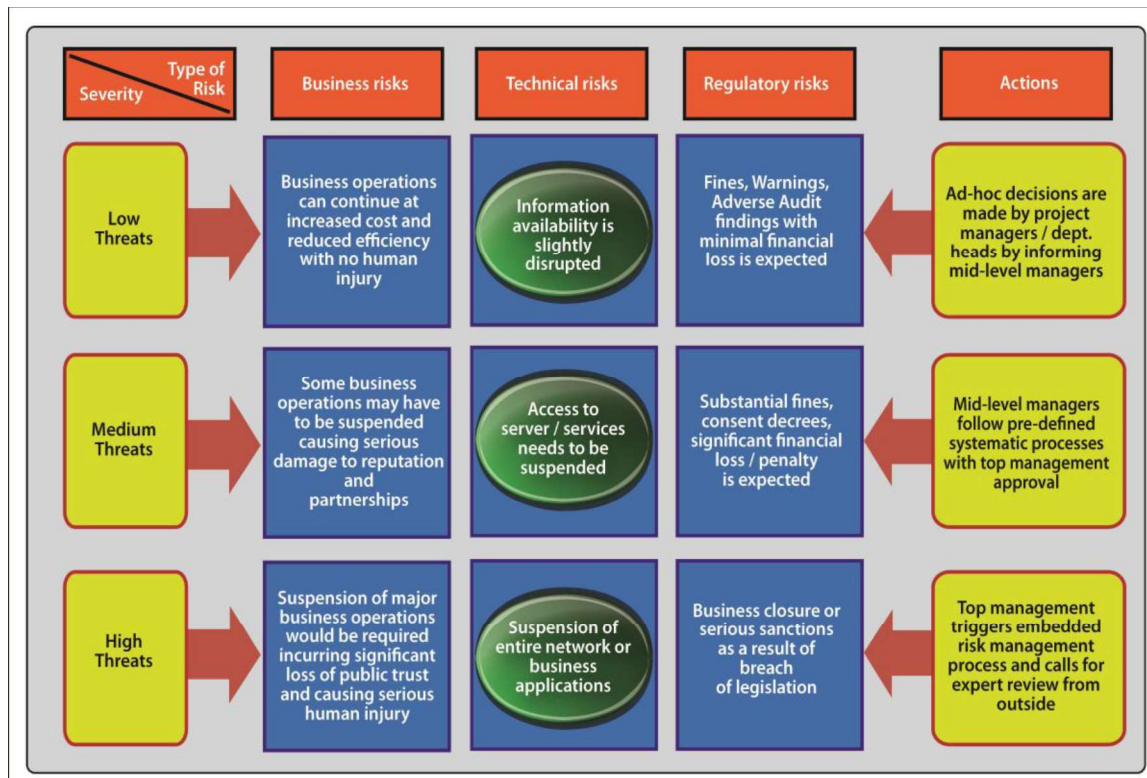 Type of
Risk
Severity
Business risks
Technical risks
Regulatory risks
Actions
Low
Threats
Business operations
can continue at
increased cost and
reduced efficiency
with no human
injury
Information
availability is
slightly
disrupted
Fines, Warnings,
Adverse Audit
findings with
minimal financial
loss is expected
Ad-hoc decisions are
made by project
managers / dept.
heads by informing
mid-level managers
Medium
Threats
Some business
operations may have
to be suspended
causing serious
damage to reputation
and
partnerships
Access to
server / services
needs to be
suspended
Substantial fines,
consent decrees,
significant financial
loss / penalty
is expected
Mid-level managers
follow pre-defined
systematic processes
with top management
approval
High
Threats
Suspension of major
business operations
would be required
incurring significant
loss of public trust
and causing serious
human injury
Suspension of
entire network or
business
applications
Business closure or
serious sanctions
as a result of
breach
of legislation
Top management
triggers embedded
risk management
process and calls for
expert review from
outside